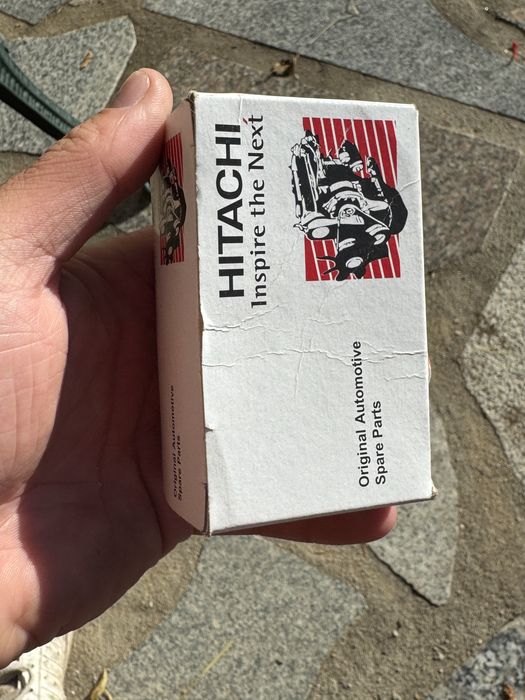 HITACHI
Inspire the Next
Original Automotive
Spare Parts
Original Automotive
Spare Parts